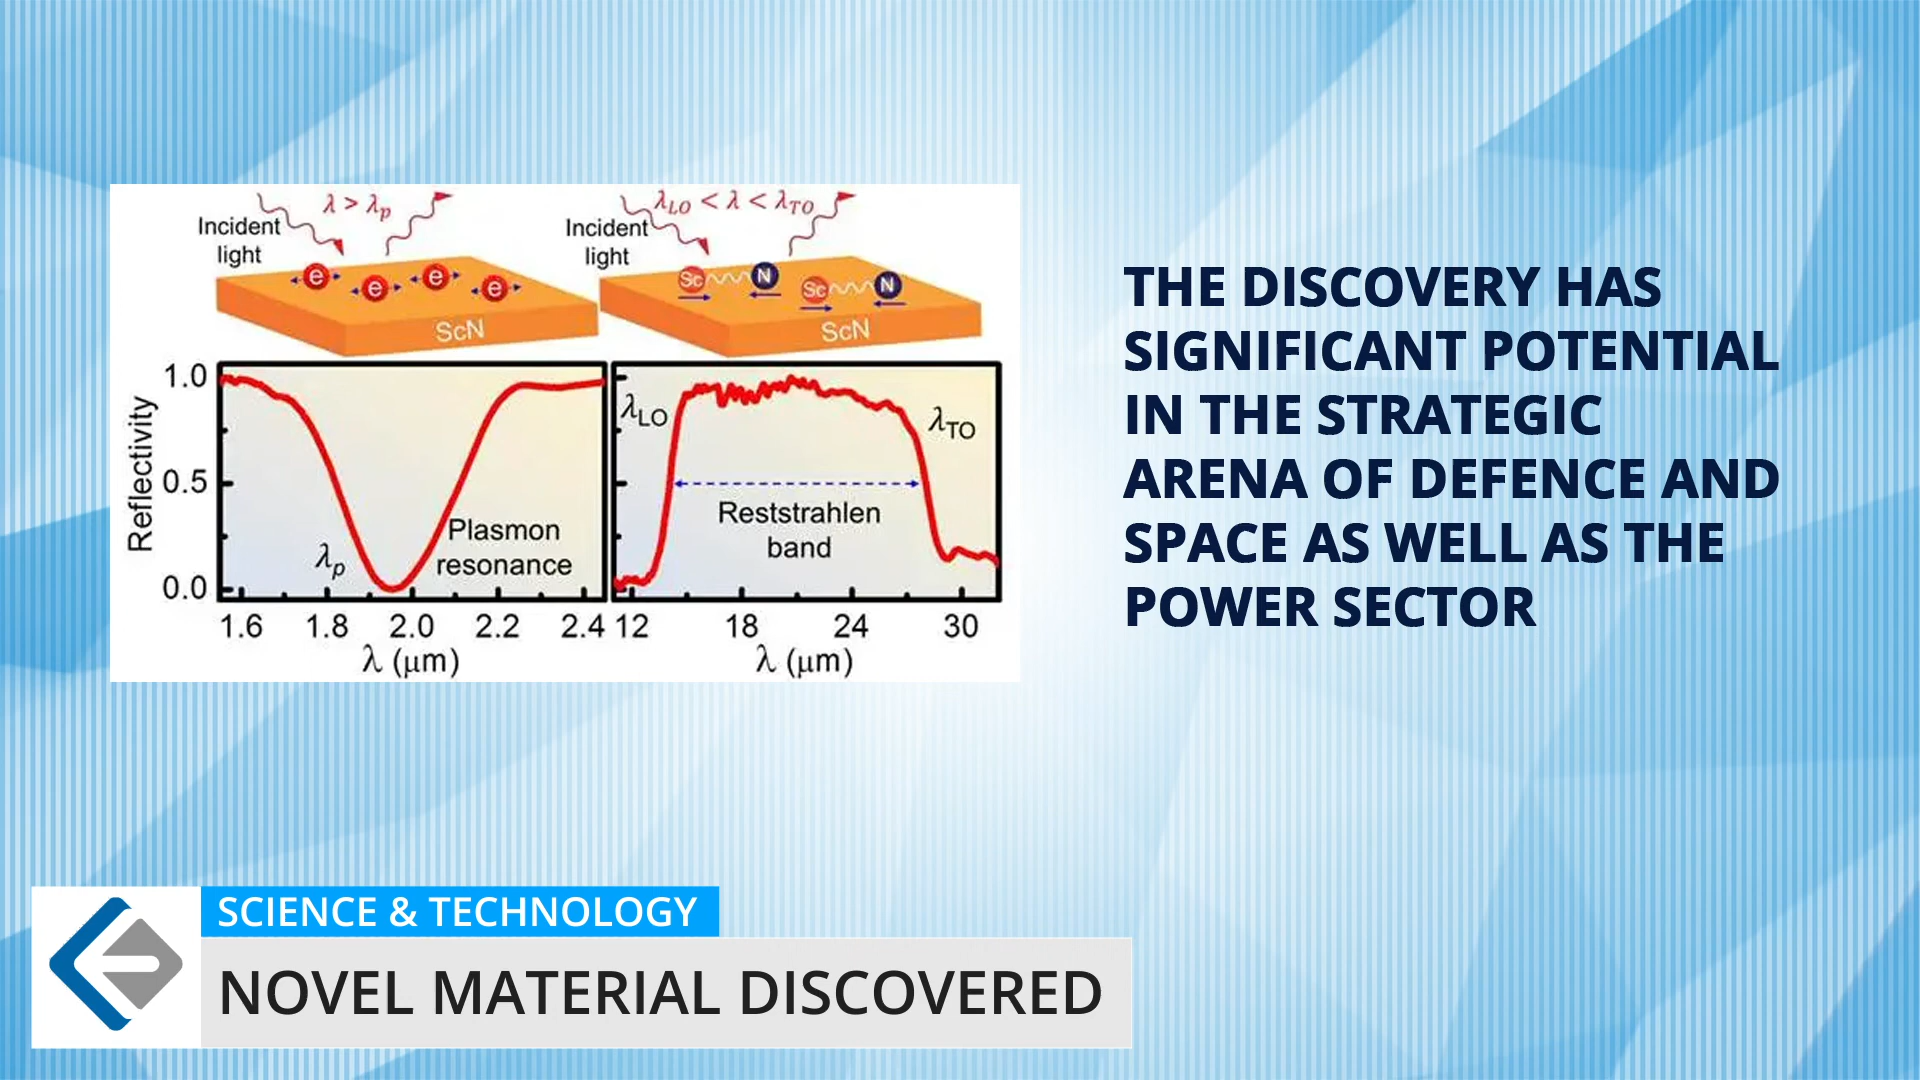 λ > λp
Incident
light
e e e e
ScN
λLO < λ < λTO
Incident
light
Sc N Sc N
ScN
Reflectivity
1.0
0.5
0.0
λp
Plasmon
resonance
1.6 1.8 2.0 2.2 2.4
λ (μm)
λLO
λTO
Reststrahlen
band
12 18 24 30
λ (μm)
THE DISCOVERY HAS
SIGNIFICANT POTENTIAL
IN THE STRATEGIC
ARENA OF DEFENCE AND
SPACE AS WELL AS THE
POWER SECTOR
SCIENCE & TECHNOLOGY
NOVEL MATERIAL DISCOVERED